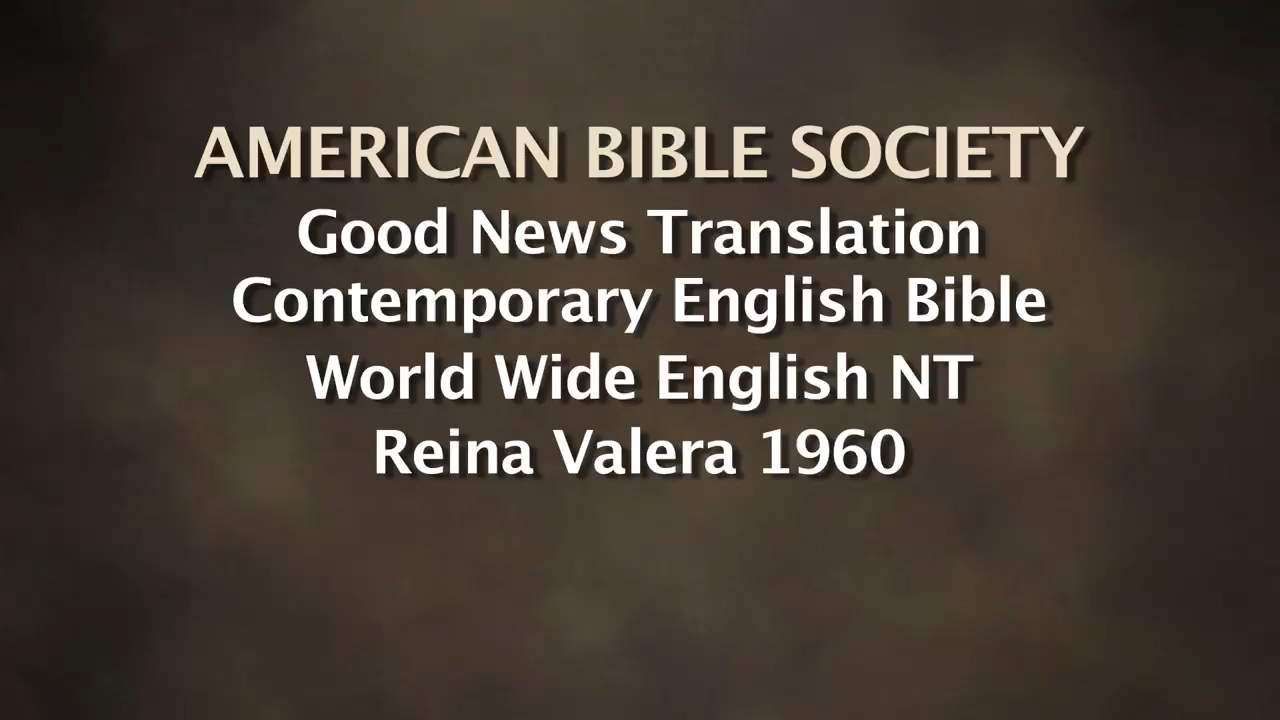 AMERICAN BIBLE SOCIETY
Good News Translation
Contemporary English Bible
World Wide English NT
Reina Valera 1960